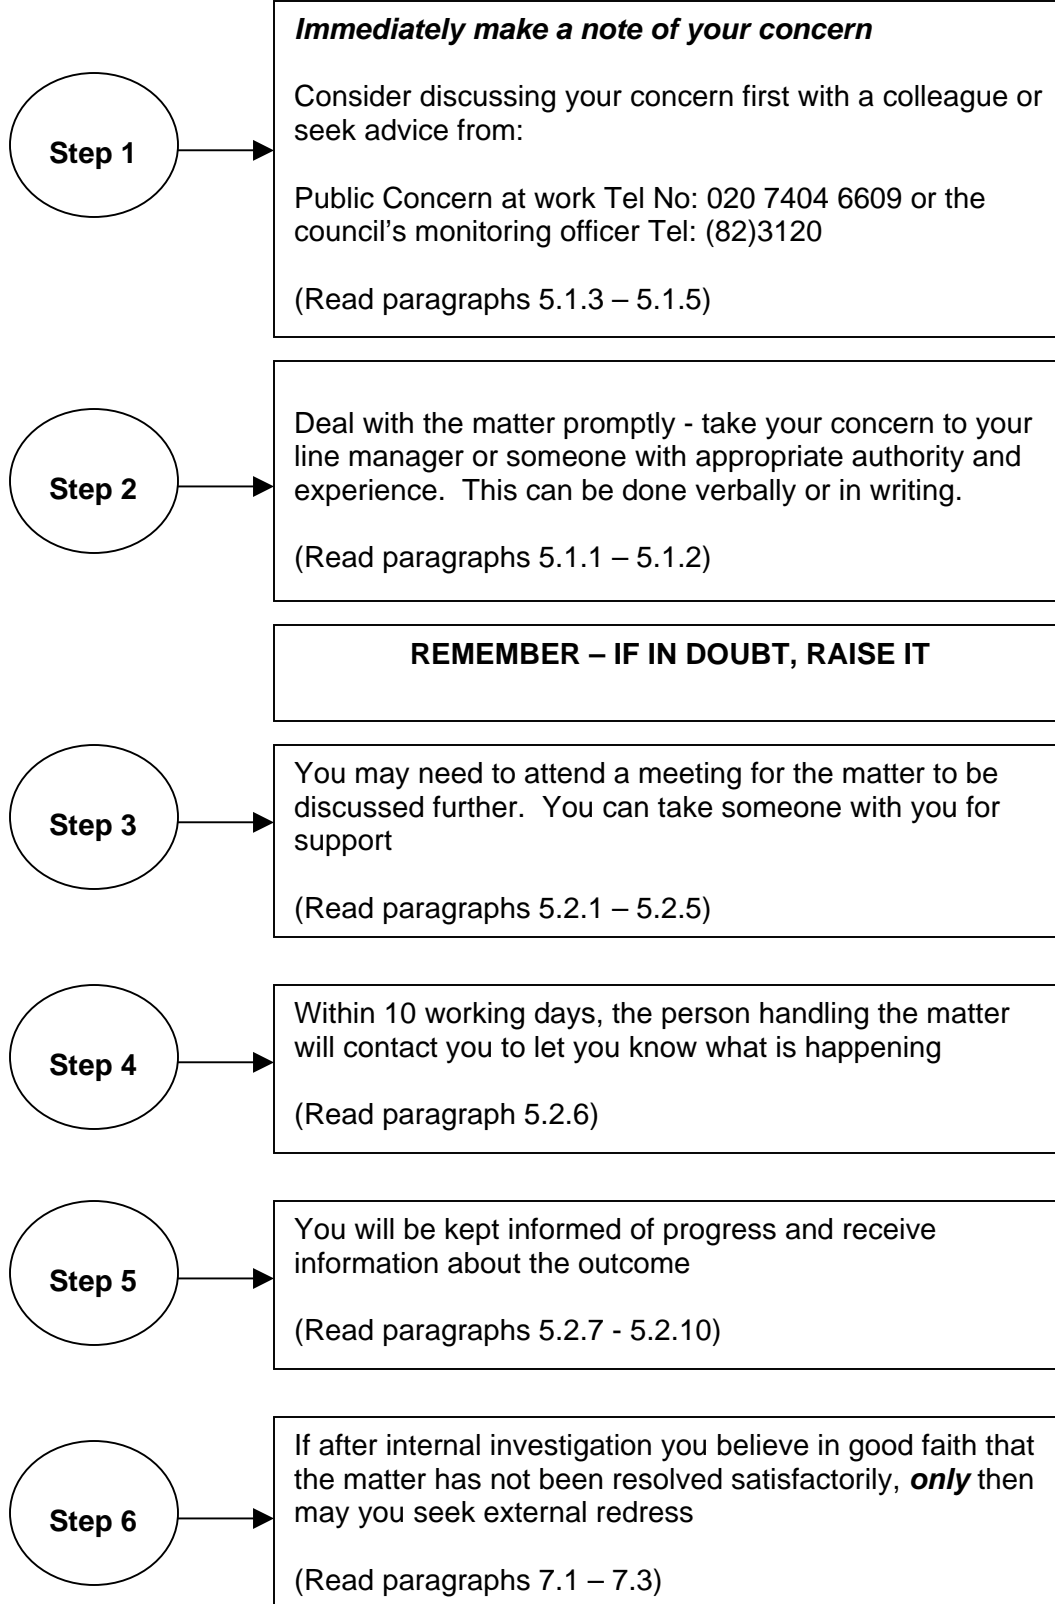 Immediately make a note of your concern
Step 1
Consider discussing your concern first with a colleague or
seek advice from:
Public Concern at work Tel No: 020 7404 6609 or the
council’s monitoring officer Tel: (82)3120
(Read paragraphs 5.1.3 – 5.1.5)
Step 2
Deal with the matter promptly - take your concern to your
line manager or someone with appropriate authority and
experience.  This can be done verbally or in writing.
(Read paragraphs 5.1.1 – 5.1.2)
REMEMBER – IF IN DOUBT, RAISE IT
Step 3
You may need to attend a meeting for the matter to be
discussed further.  You can take someone with you for
support
(Read paragraphs 5.2.1 – 5.2.5)
Step 4
Within 10 working days, the person handling the matter
will contact you to let you know what is happening
(Read paragraph 5.2.6)
Step 5
You will be kept informed of progress and receive
information about the outcome
(Read paragraphs 5.2.7 - 5.2.10)
Step 6
If after internal investigation you believe in good faith that
the matter has not been resolved satisfactorily, only then
may you seek external redress
(Read paragraphs 7.1 – 7.3)